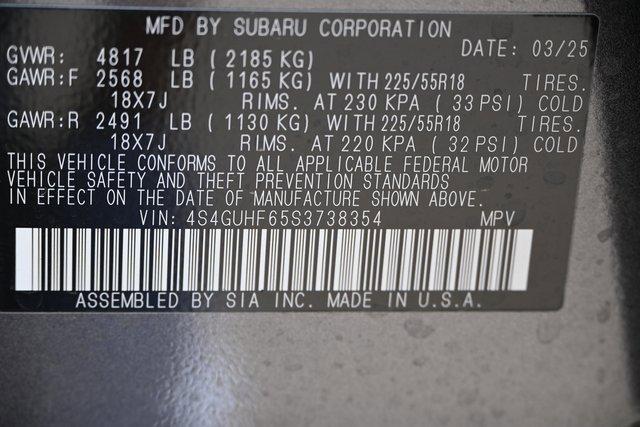 MFD BY SUBARU CORPORATION
DATE: 03/25
GVWR: 4817 LB ( 2185 KG)
GAWR:F 2568 LB ( 1165 KG) WITH 225/55R18 TIRES.
18X7J RIMS. AT 230 KPA ( 33 PSI) COLD
GAWR:R 2491 LB ( 1130 KG) WITH 225/55R18 TIRES.
18X7J RIMS. AT 220 KPA ( 32 PSI) COLD
THIS VEHICLE CONFORMS TO ALL APPLICABLE FEDERAL MOTOR
VEHICLE SAFETY AND THEFT PREVENTION STANDARDS
IN EFFECT ON THE DATE OF MANUFACTURE SHOWN ABOVE.
VIN: 4S4GUHF65S3738354 MPV
ASSEMBLED BY SIA INC. MADE IN U.S.A.